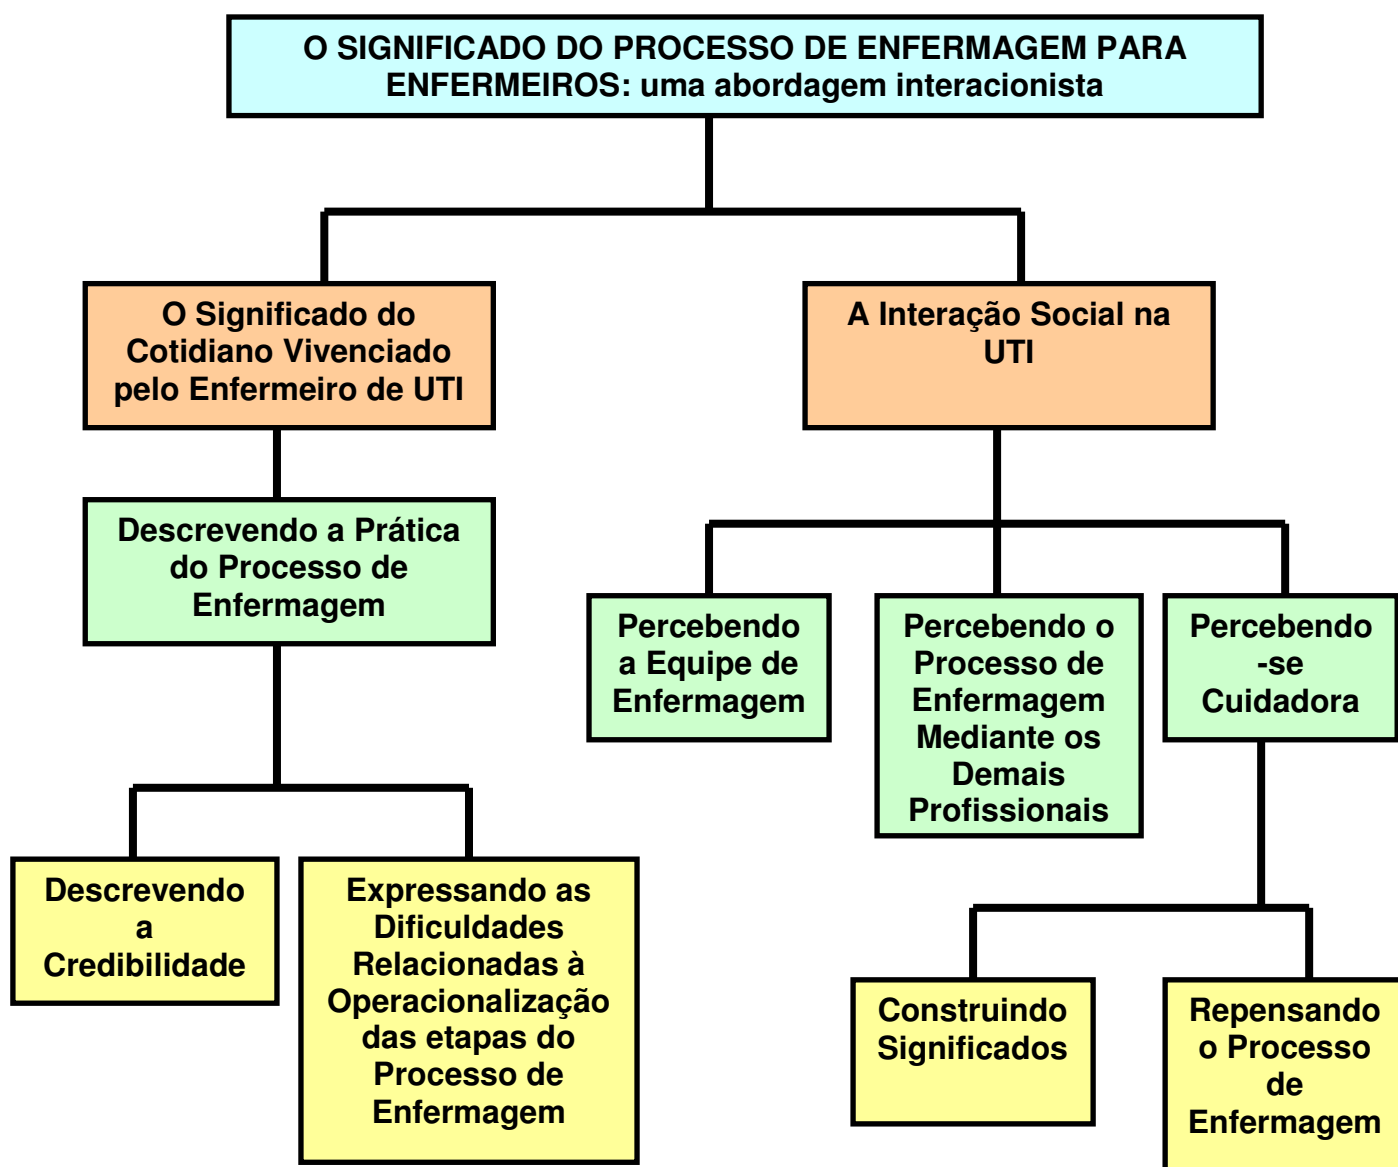 O SIGNIFICADO DO PROCESSO DE ENFERMAGEM PARA
ENFERMEIROS: uma abordagem interacionista
O Significado do
Cotidiano Vivenciado
pelo Enfermeiro de UTI
A Interação Social na
UTI
Descrevendo a Prática
do Processo de
Enfermagem
Percebendo
a Equipe de
Enfermagem
Percebendo o
Processo de
Enfermagem
Mediante os
Demais
Profissionais
Percebendo
-se
Cuidadora
Descrevendo
a
Credibilidade
Expressando as
Dificuldades
Relacionadas à
Operacionalização
das etapas do
Processo de
Enfermagem
Construindo
Significados
Repensando
o Processo
de
Enfermagem